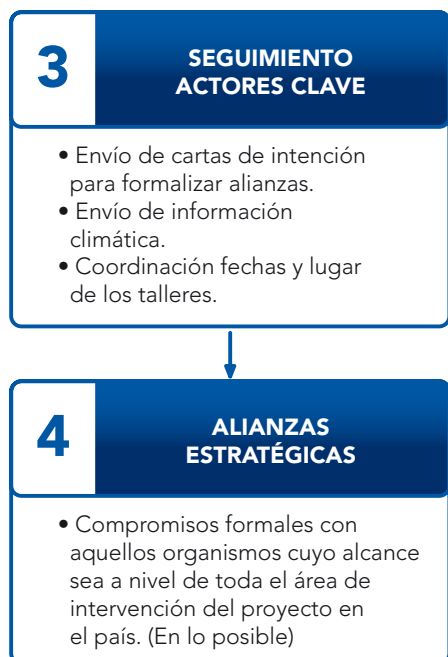 3
SEGUIMIENTO
ACTORES CLAVE
• Envío de cartas de intención
para formalizar alianzas.
• Envío de información
climática.
• Coordinación fechas y lugar
de los talleres.
4
ALIANZAS
ESTRATÉGICAS
• Compromisos formales con
aquellos organismos cuyo alcance
sea a nivel de toda el área de
intervención del proyecto en
el país. (En lo posible)